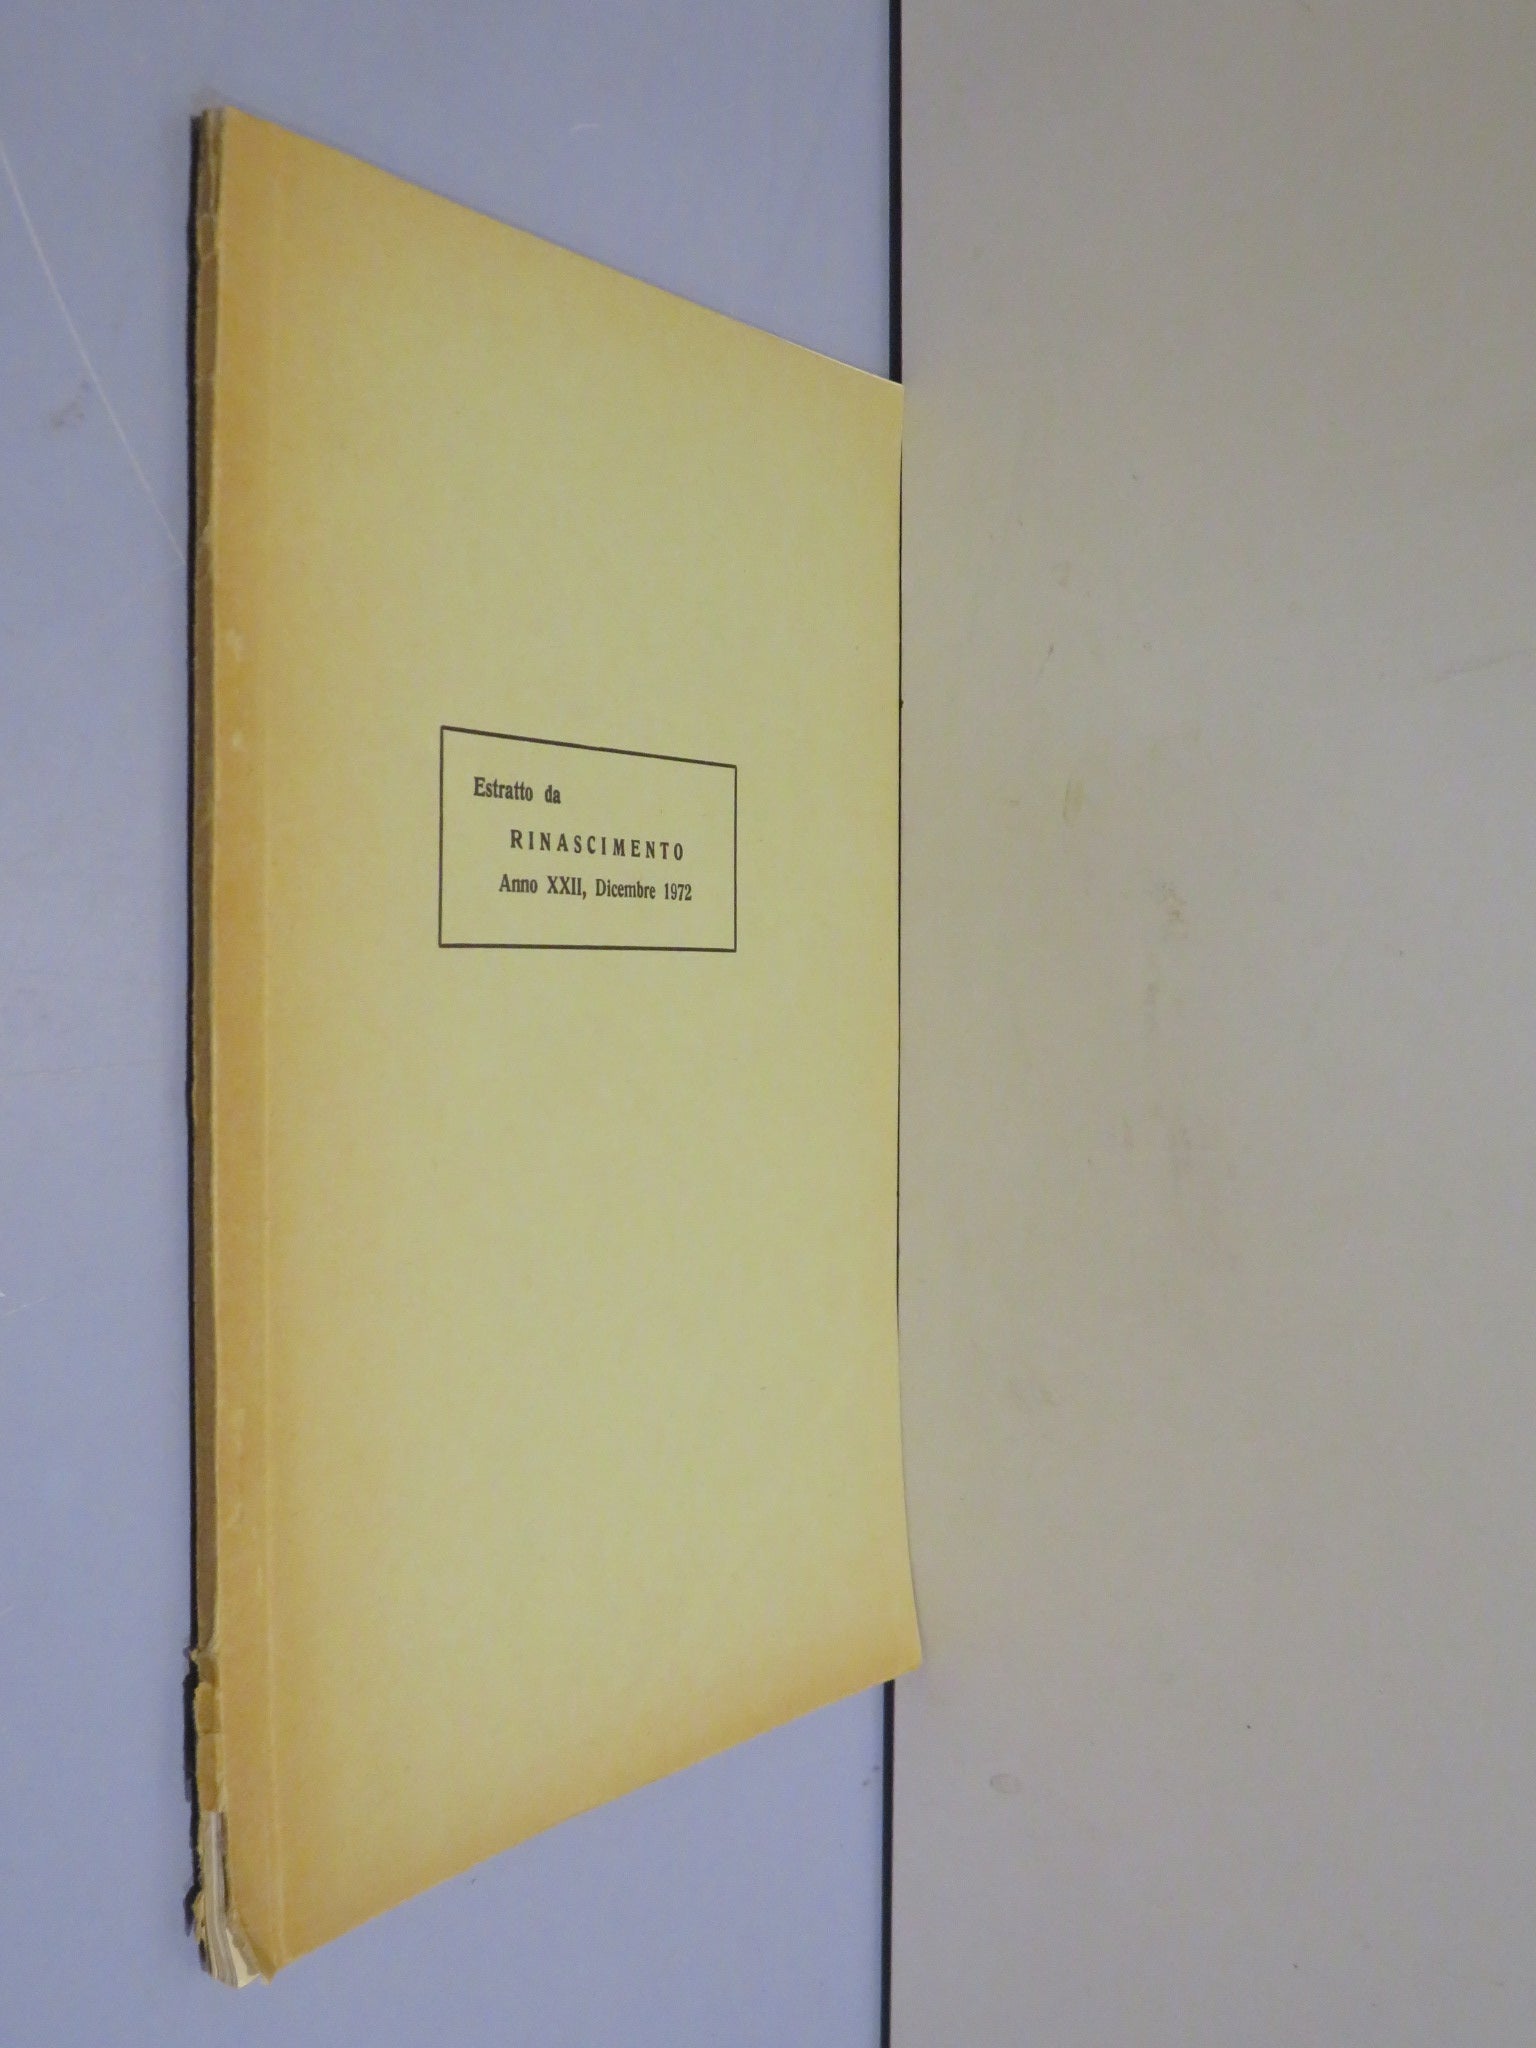 Estratto da
RINASCIMENTO
Anno XXII, Dicembre 1972